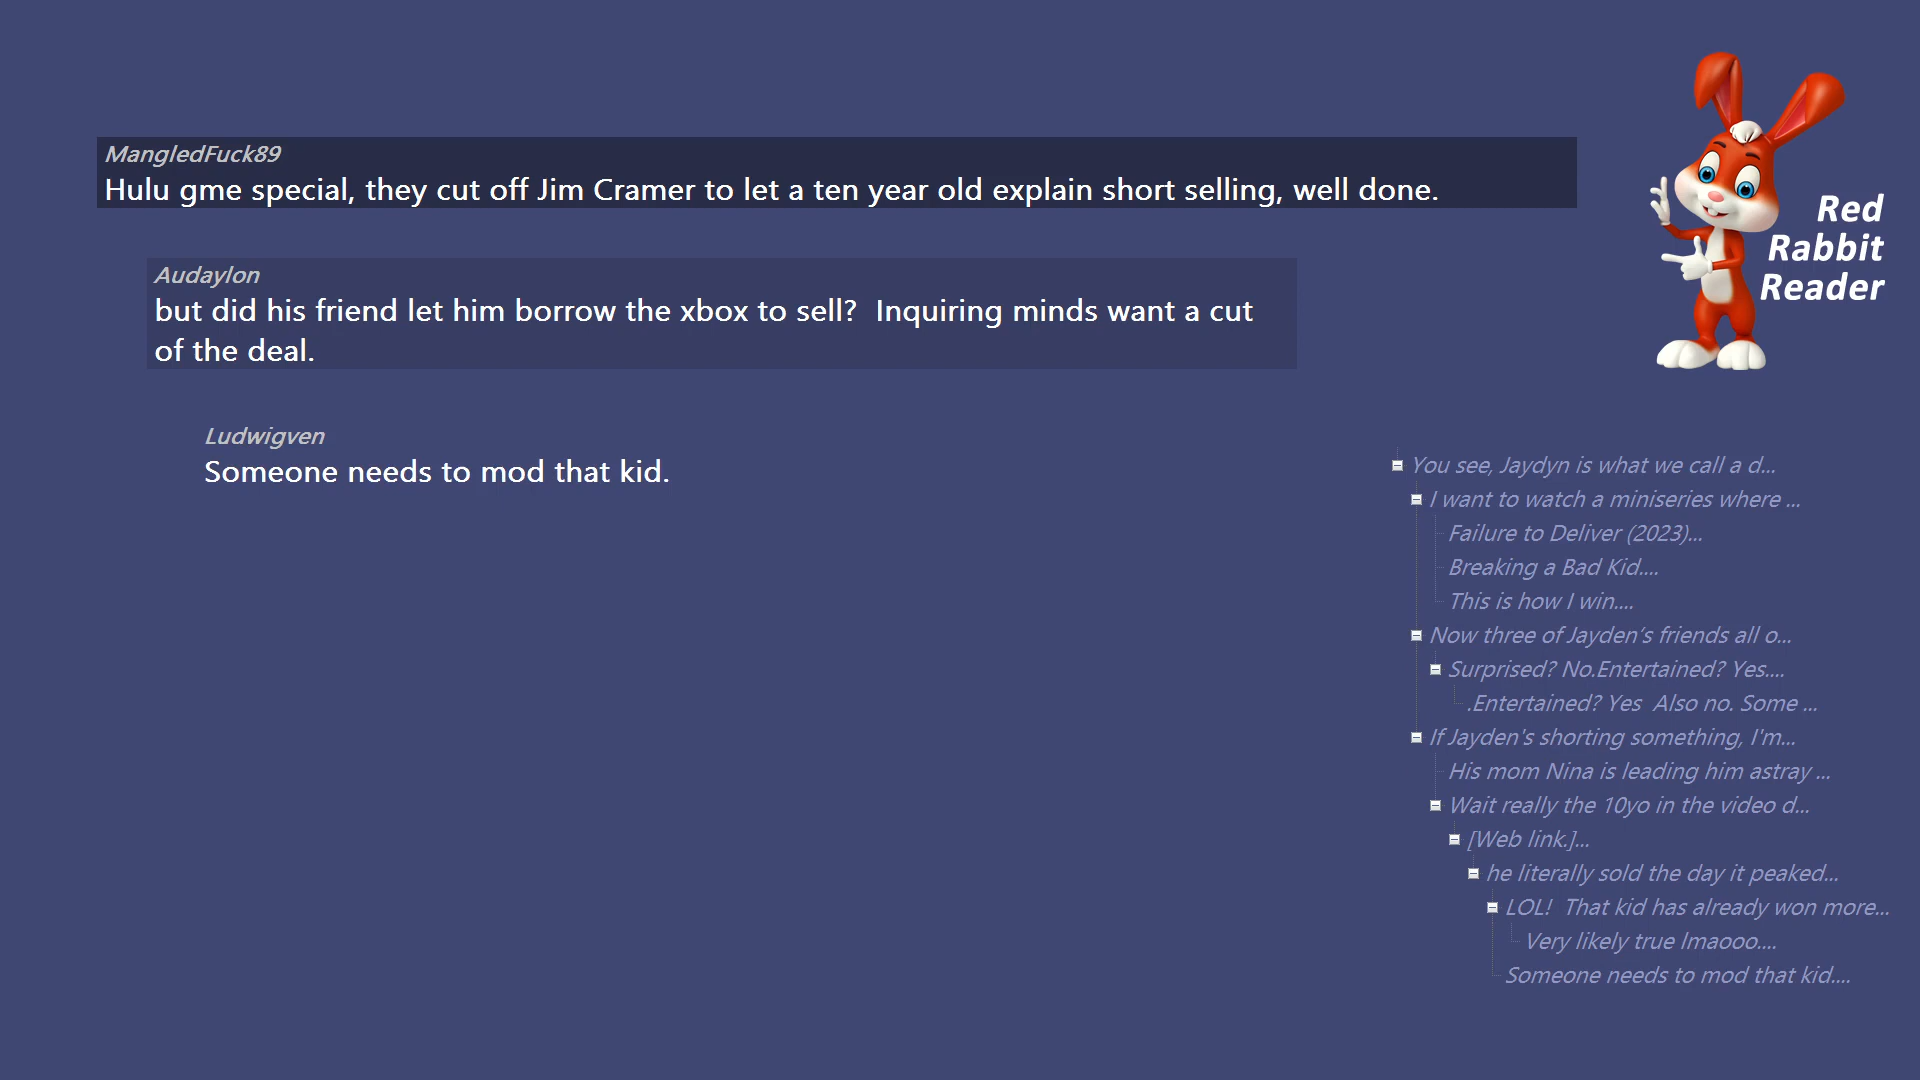 MangledFuck89
Hulu gme special, they cut off Jim Cramer to let a ten year old explain short selling, well done.
Audaylon
but did his friend let him borrow the xbox to sell?  Inquiring minds want a cut
of the deal.
Ludwigven
Someone needs to mod that kid.
Red
Rabbit
Reader
You see, Jaydyn is what we call a d...
I want to watch a miniseries where ...
Failure to Deliver (2023)...
Breaking a Bad Kid....
This is how I win....
Now three of Jayden’s friends all o...
Surprised? No.Entertained? Yes....
.Entertained? Yes  Also no. Some ...
If Jayden's shorting something, I'm...
His mom Nina is leading him astray ...
Wait really the 10yo in the video d...
[Web link.]...
he literally sold the day it peaked...
LOL!  That kid has already won more...
Very likely true lmaooo....
Someone needs to mod that kid....